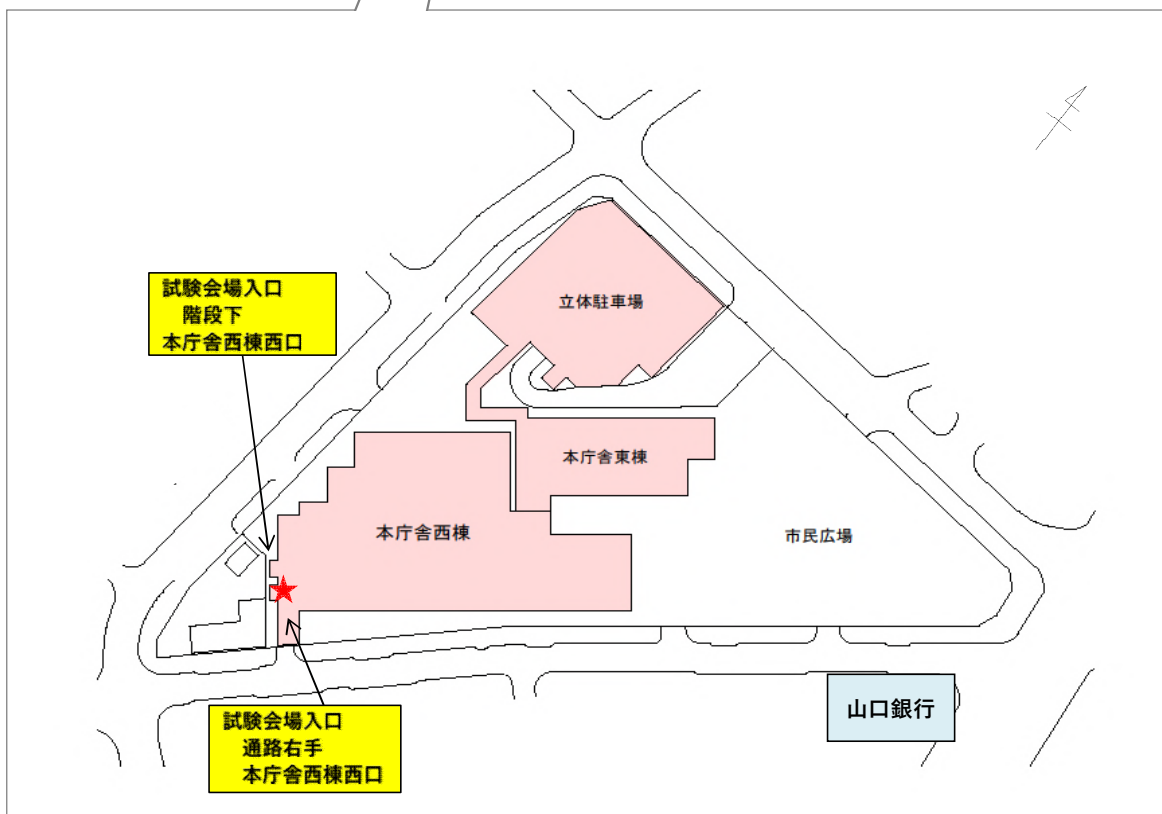 立体駐車場
試験会場入口
階段下
本庁舎西棟西口
本庁舎東棟
本庁舎西棟
市民広場
山口銀行
試験会場入口
通路右手
本庁舎西棟西口